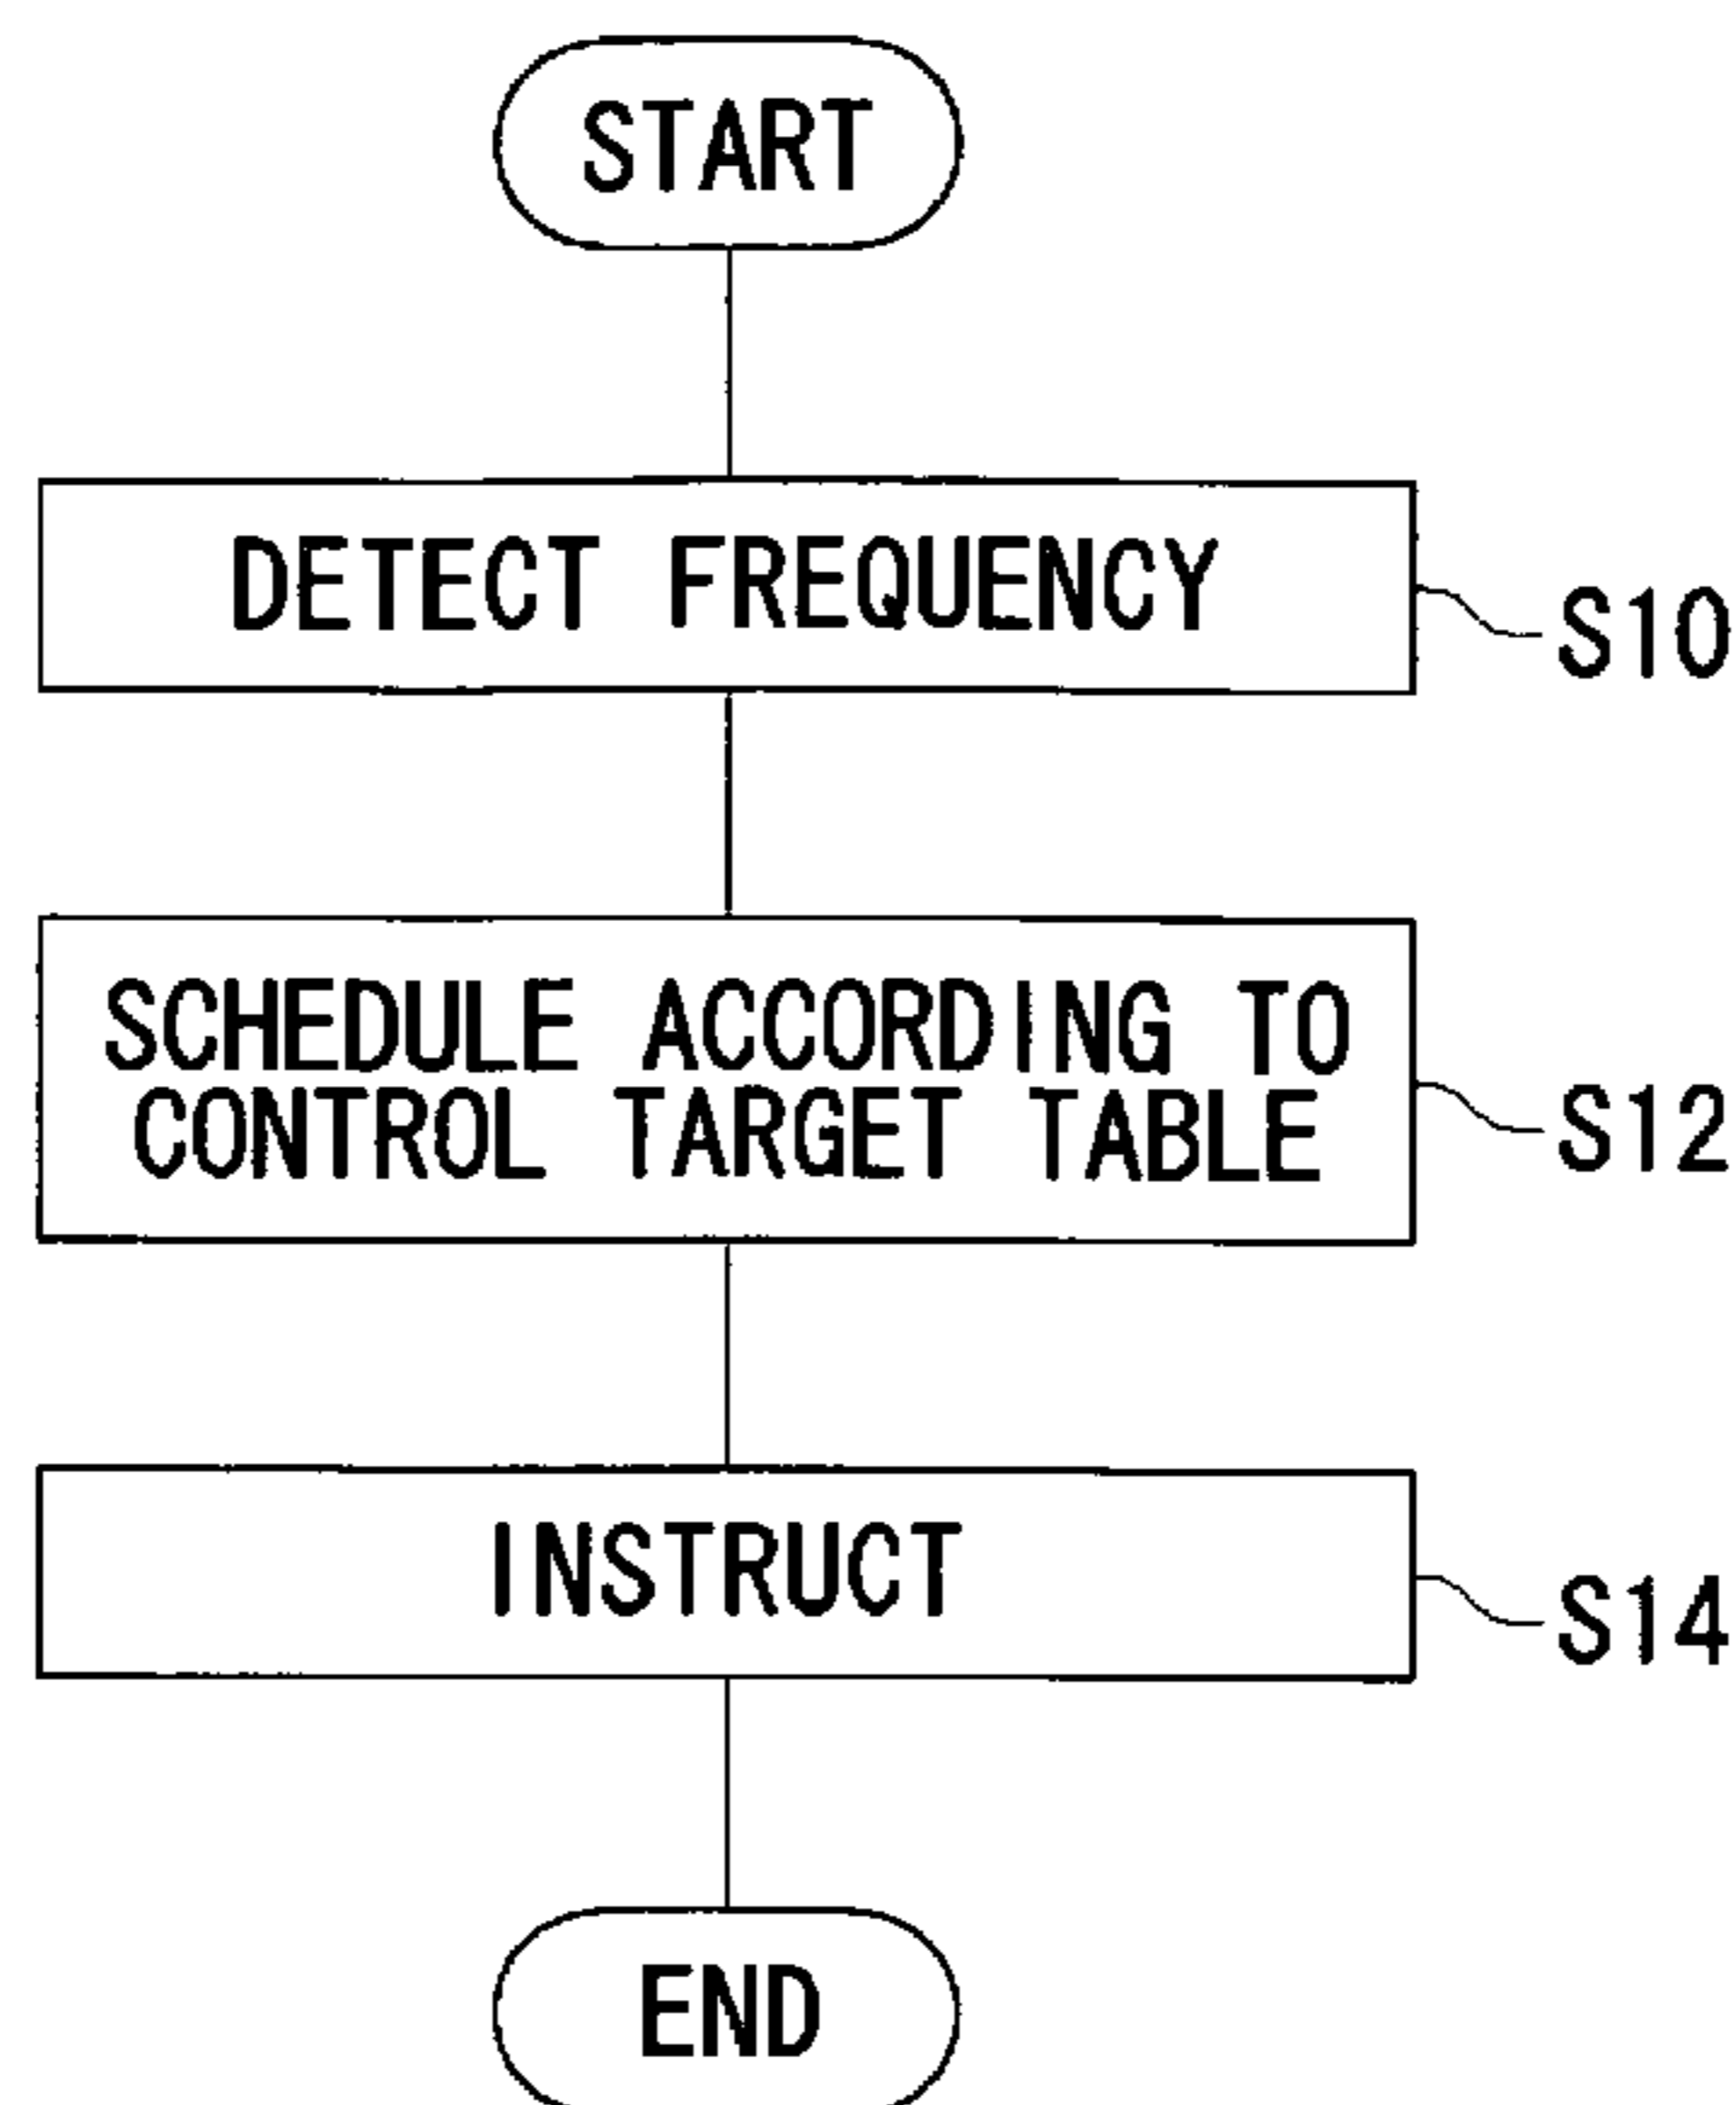 START
DETECT FREQUENCY
S10
SCHEDULE ACCORDING TO
CONTROL TARGET TABLE
S12
INSTRUCT
S14
END